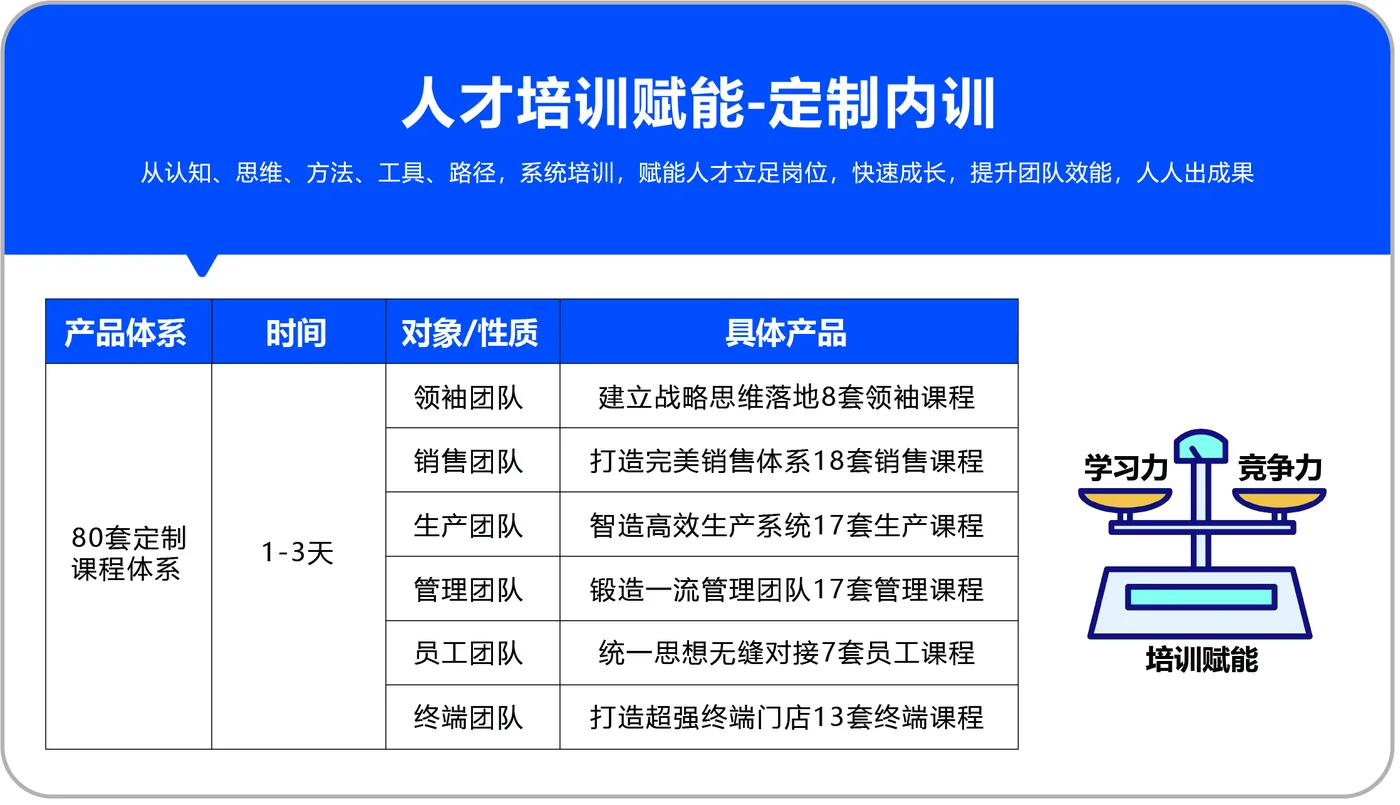 人才培训赋能-定制内训
从认知、思维、方法、工具、路径，系统培训，赋能人才立足岗位，快速成长，提升团队效能，人人出成果
产品体系 时间 对象/性质 具体产品
80套定制
课程体系
1-3天
领袖团队 建立战略思维落地8套领袖课程
销售团队 打造完美销售体系18套销售课程
生产团队 智造高效生产系统17套生产课程
管理团队 锻造一流管理团队17套管理课程
员工团队 统一思想无缝对接7套员工课程
终端团队 打造超强终端门店13套终端课程
学习力 竞争力
培训赋能